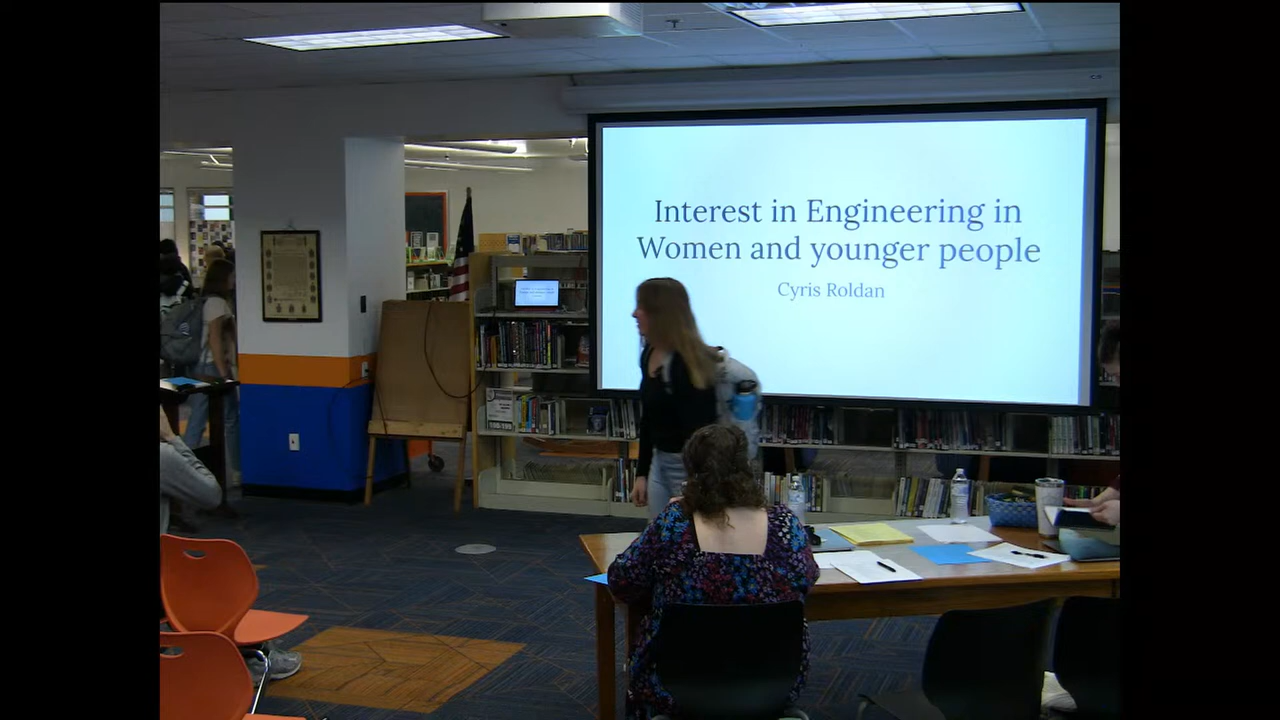 Interest in Engineering in
Women and younger people
Cyris Roldan